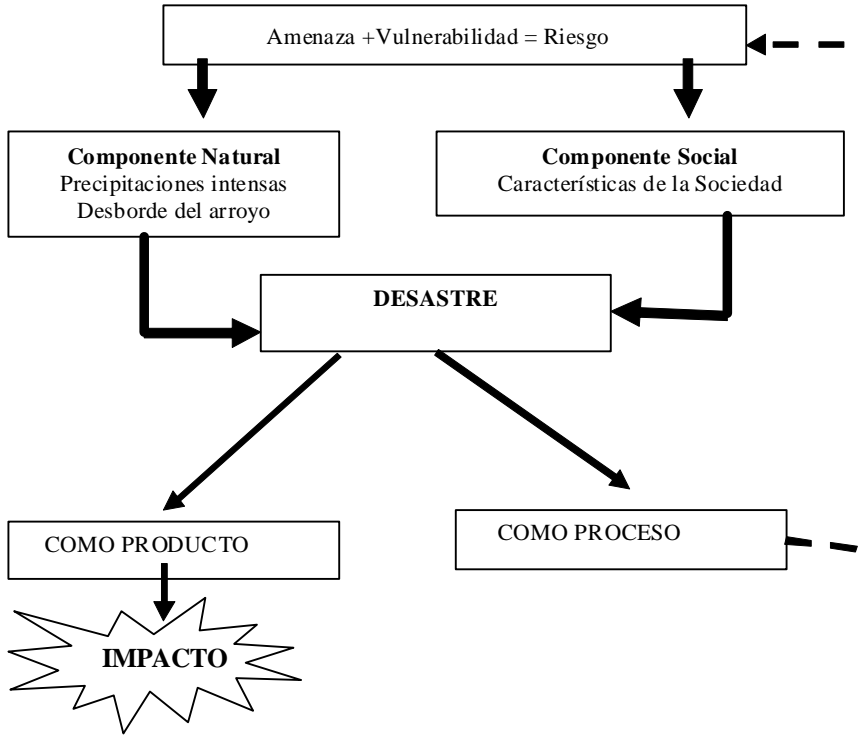 Amenaza +Vulnerabilidad = Riesgo
Componente Natural
Precipitaciones intensas
Desborde del arroyo
Componente Social
Características de la Sociedad
DESASTRE
COMO PRODUCTO
COMO PROCESO
IMPACTO